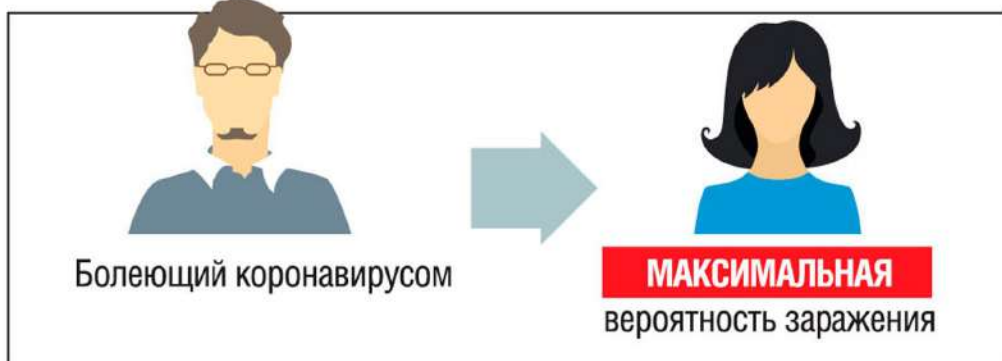 Болеющий коронавирусом
МАКСИМАЛЬНАЯ
вероятность заражения